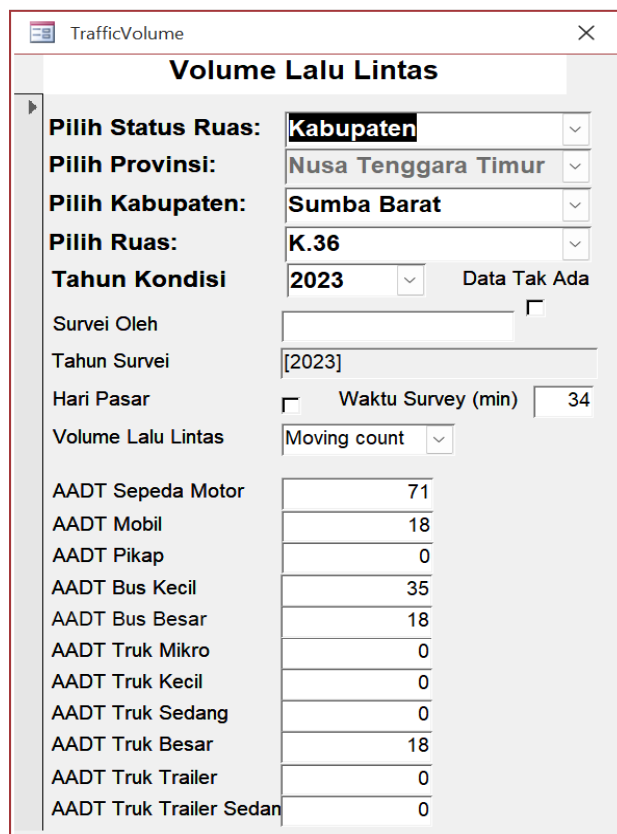 TrafficVolume
Volume Lalu Lintas
Pilih Status Ruas: Kabupaten
Pilih Provinsi: Nusa Tenggara Timur
Pilih Kabupaten: Sumba Barat
Pilih Ruas: K.36
Tahun Kondisi 2023 Data Tak Ada
Survei Oleh
Tahun Survei [2023]
Hari Pasar Waktu Survey (min) 34
Volume Lalu Lintas Moving count
AADT Sepeda Motor 71
AADT Mobil 18
AADT Pikap 0
AADT Bus Kecil 35
AADT Bus Besar 18
AADT Truk Mikro 0
AADT Truk Kecil 0
AADT Truk Sedang 0
AADT Truk Besar 18
AADT Truk Trailer 0
AADT Truk Trailer Sedan 0